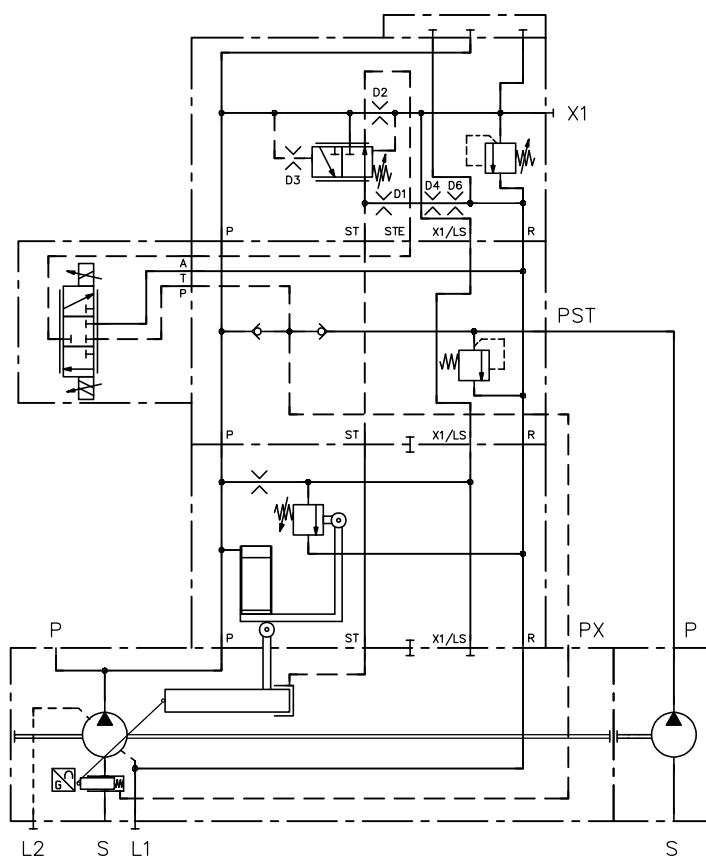 D2
X1
D3
D1 D4 D6
P ST STE X1/LS R
A
T
P
PST
P ST X1/LS R
P P ST X1/LS R PX P
G
L2 S L1 S